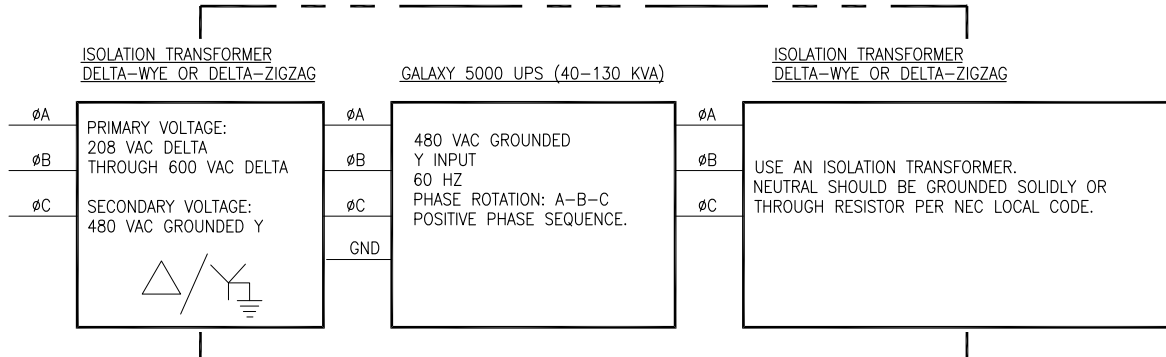 ISOLATION TRANSFORMER
DELTA-WYE OR DELTA-ZIGZAG
GALAXY 5000 UPS (40-130 KVA)
ISOLATION TRANSFORMER
DELTA-WYE OR DELTA-ZIGZAG
øA
øB
øC
PRIMARY VOLTAGE:
208 VAC DELTA
THROUGH 600 VAC DELTA
SECONDARY VOLTAGE:
480 VAC GROUNDED Y
øA
øB
øC
GND
480 VAC GROUNDED
Y INPUT
60 HZ
PHASE ROTATION: A-B-C
POSITIVE PHASE SEQUENCE.
øA
øB
øC
USE AN ISOLATION TRANSFORMER.
NEUTRAL SHOULD BE GROUNDED SOLIDLY OR
THROUGH RESISTOR PER NEC LOCAL CODE.